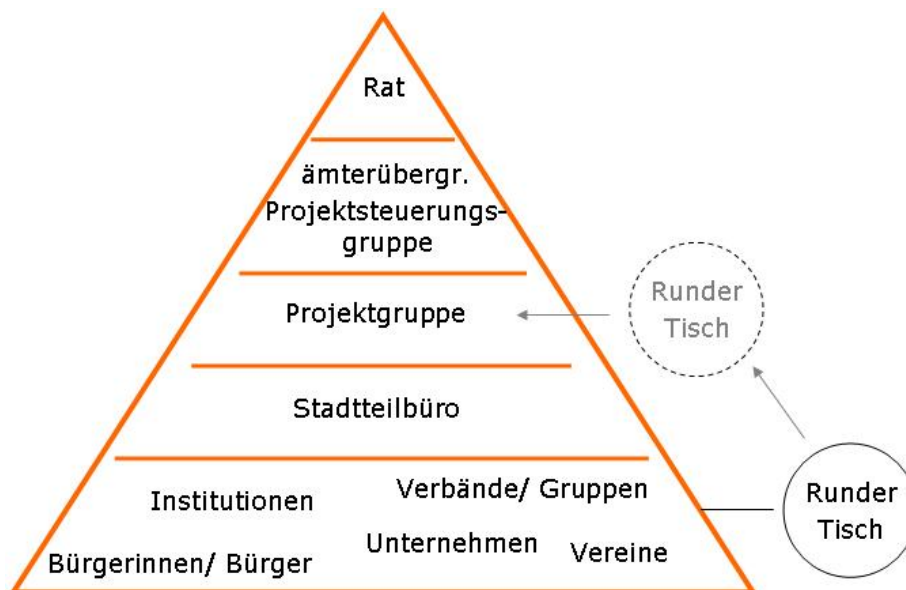 Rat
ämterübergr.
Projektsteuerungs-
gruppe
Projektgruppe
Runder
Tisch
Stadtteilbüro
Institutionen
Verbände/ Gruppen
Runder
Tisch
Bürgerinnen/ Bürger
Unternehmen
Vereine